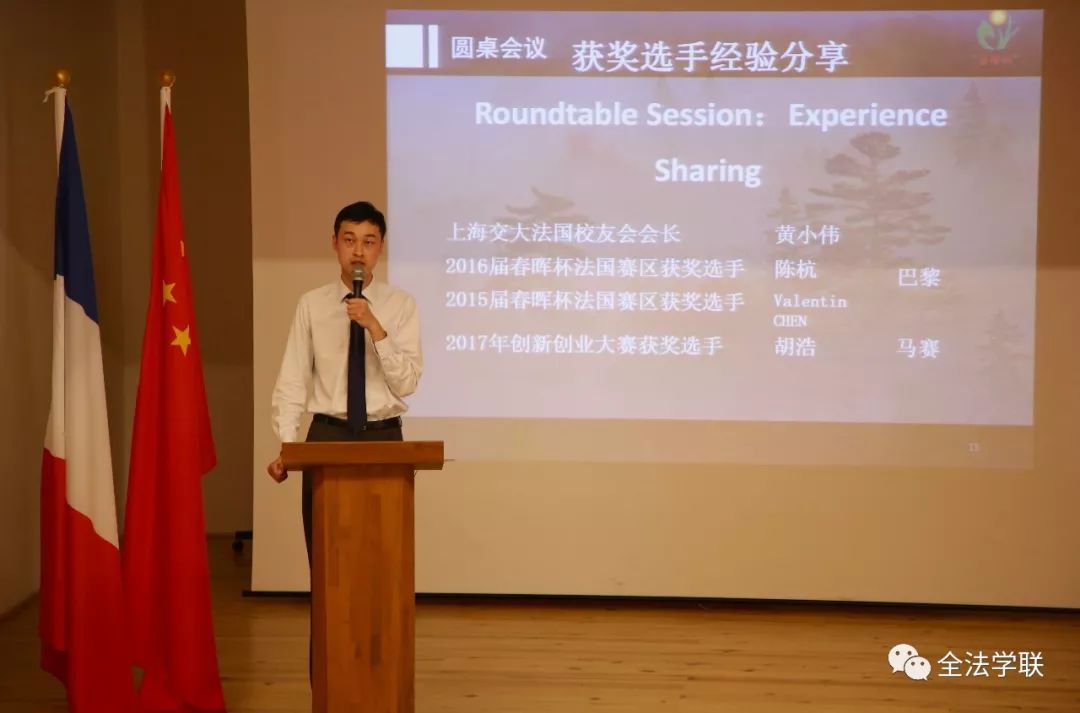 圆桌会议 获奖选手经验分享
Roundtable Session： Experience
Sharing
上海交大法国校友会会长 黄小伟
2016届春晖杯法国赛区获奖选手 陈杭 巴黎
2015届春晖杯法国赛区获奖选手 Valentin
CHEN
2017年创新创业大赛获奖选手 胡浩 马赛
全法学联